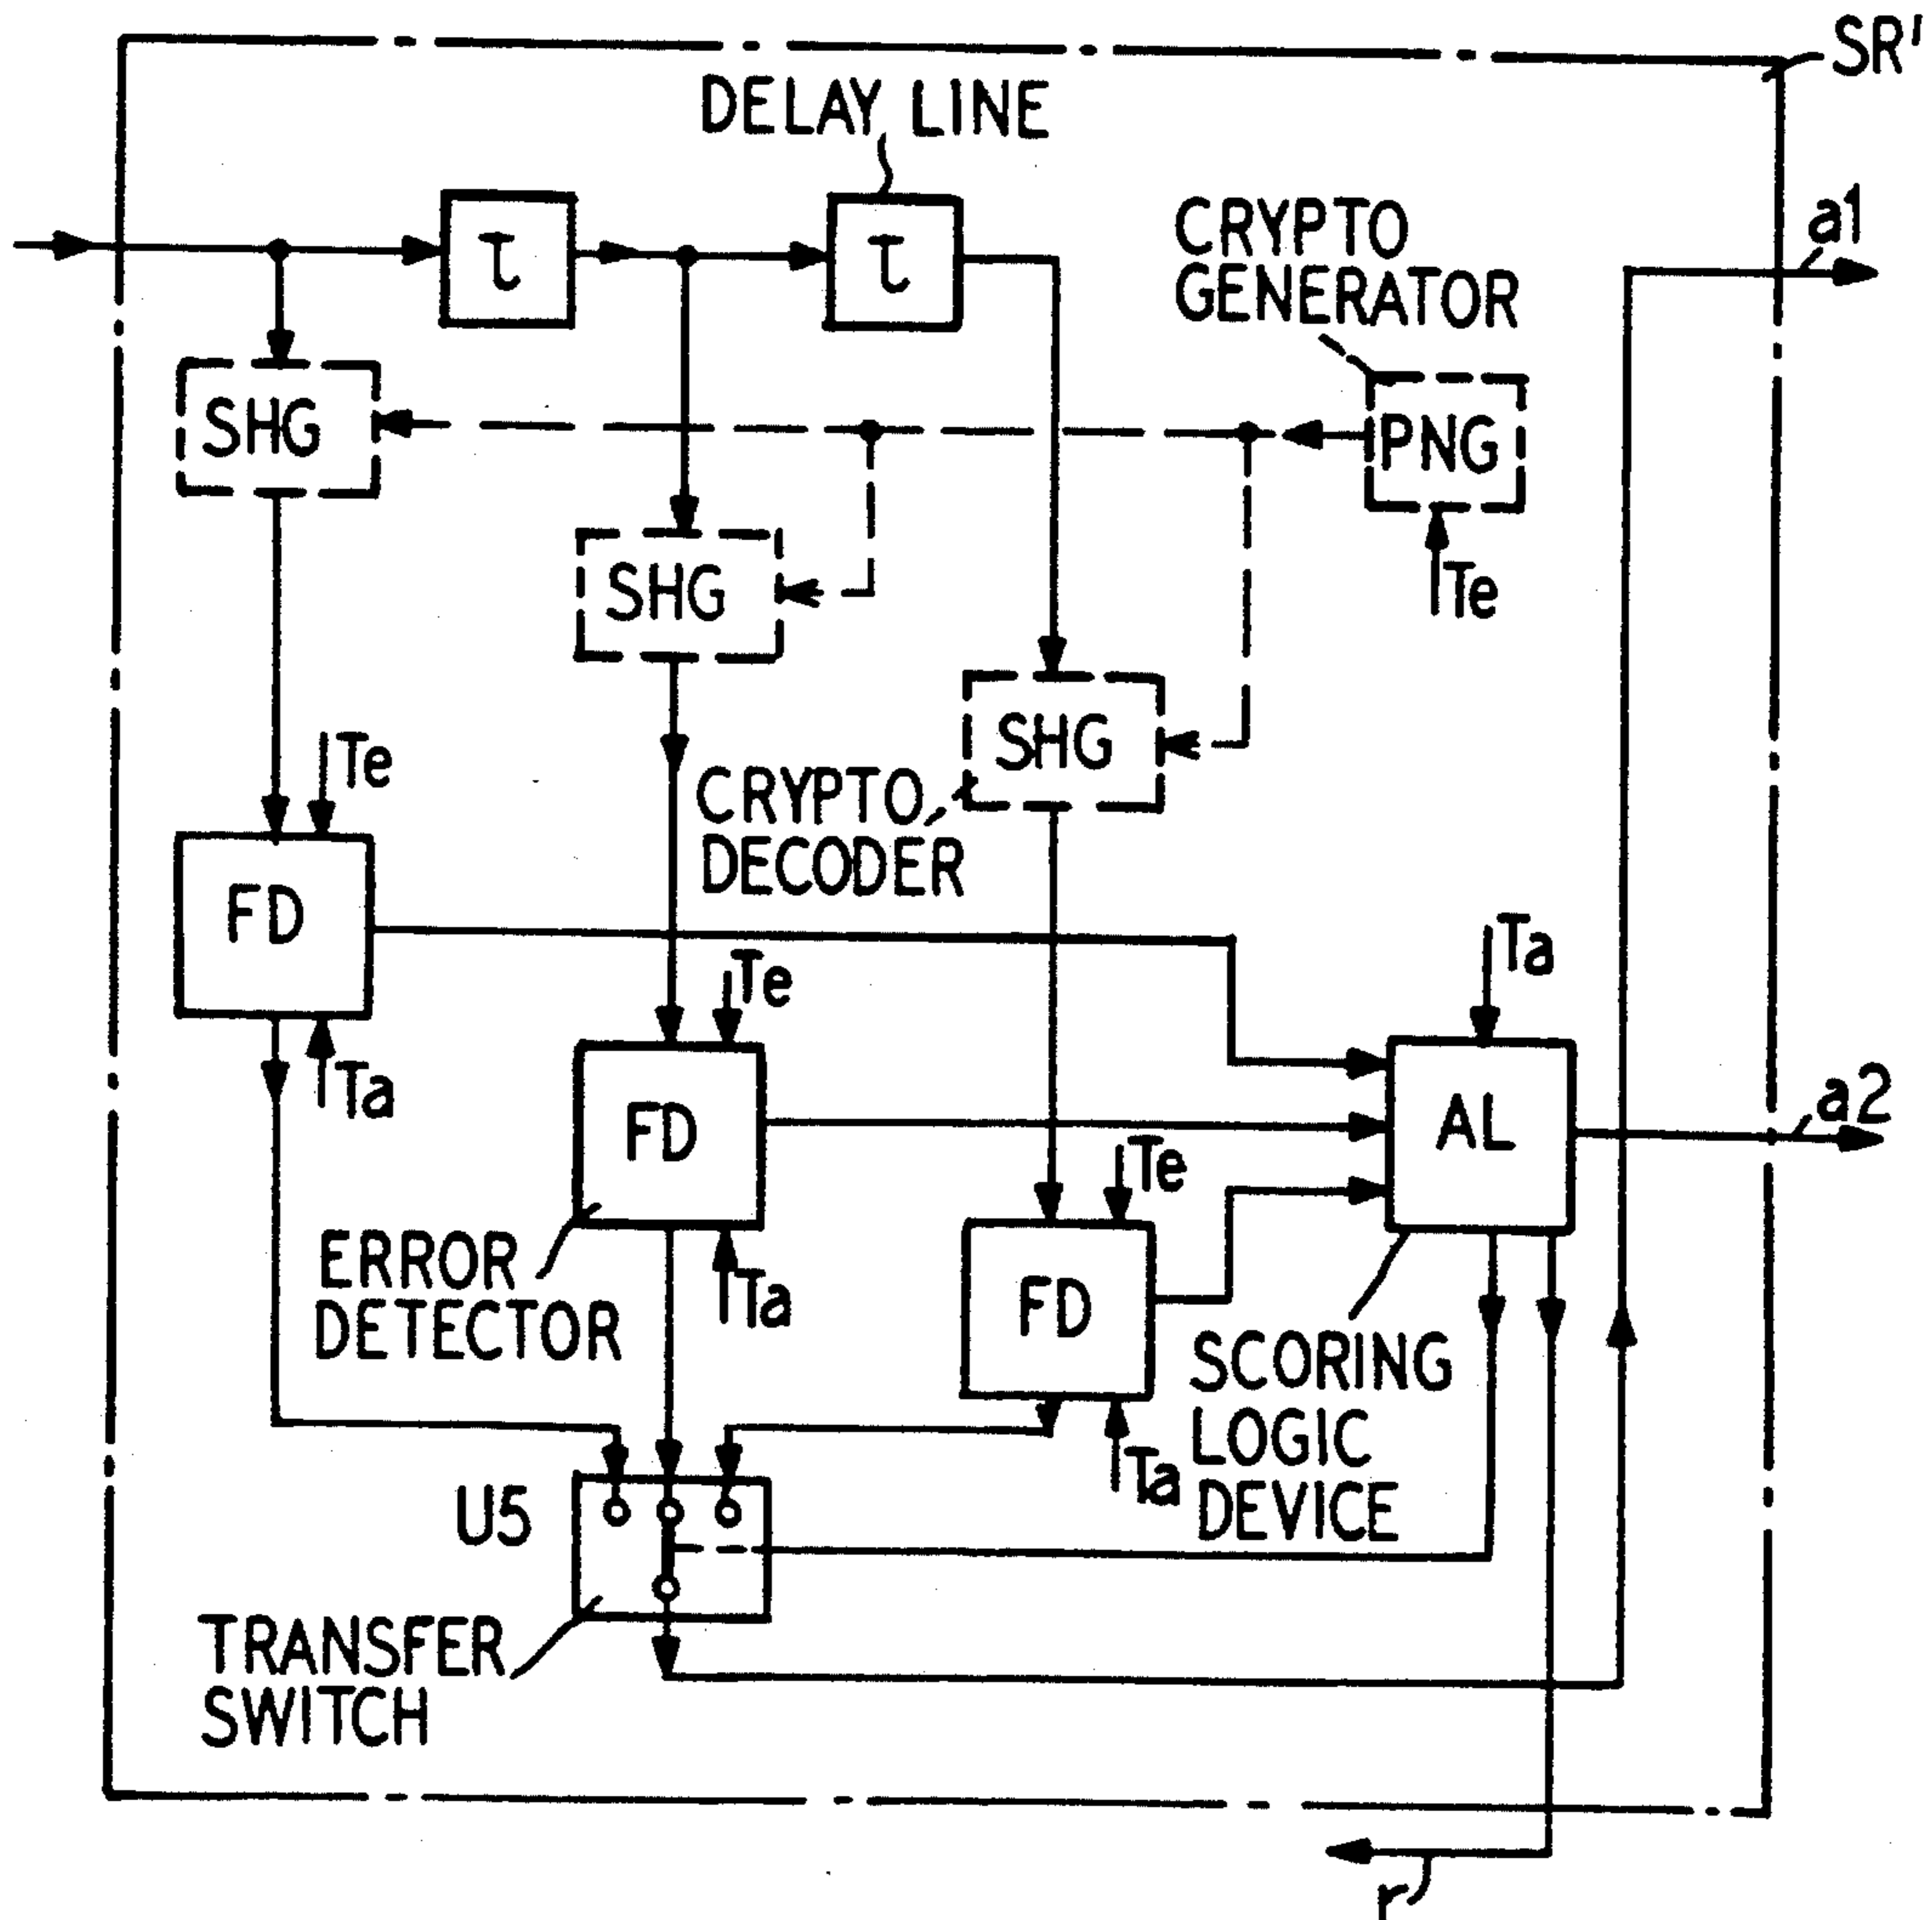 SR'
DELAY LINE
τ
τ
CRYPTO
GENERATOR
a1
SHG
PNG
SHG
Te
SHG
Te
CRYPTO
DECODER
FD
Ta
Te
Ta
FD
AL
a2
Te
ERROR
DETECTOR
Ta
FD
SCORING
LOGIC
DEVICE
Ta
U5
TRANSFER
SWITCH
r